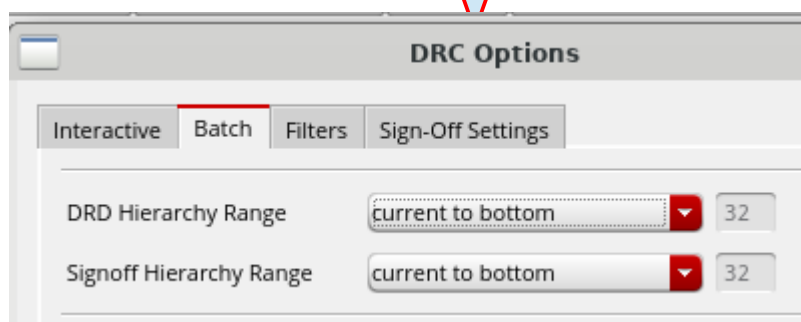 DRC Options
Interactive Batch Filters Sign-Off Settings
DRD Hierarchy Range current to bottom 32
Signoff Hierarchy Range current to bottom 32